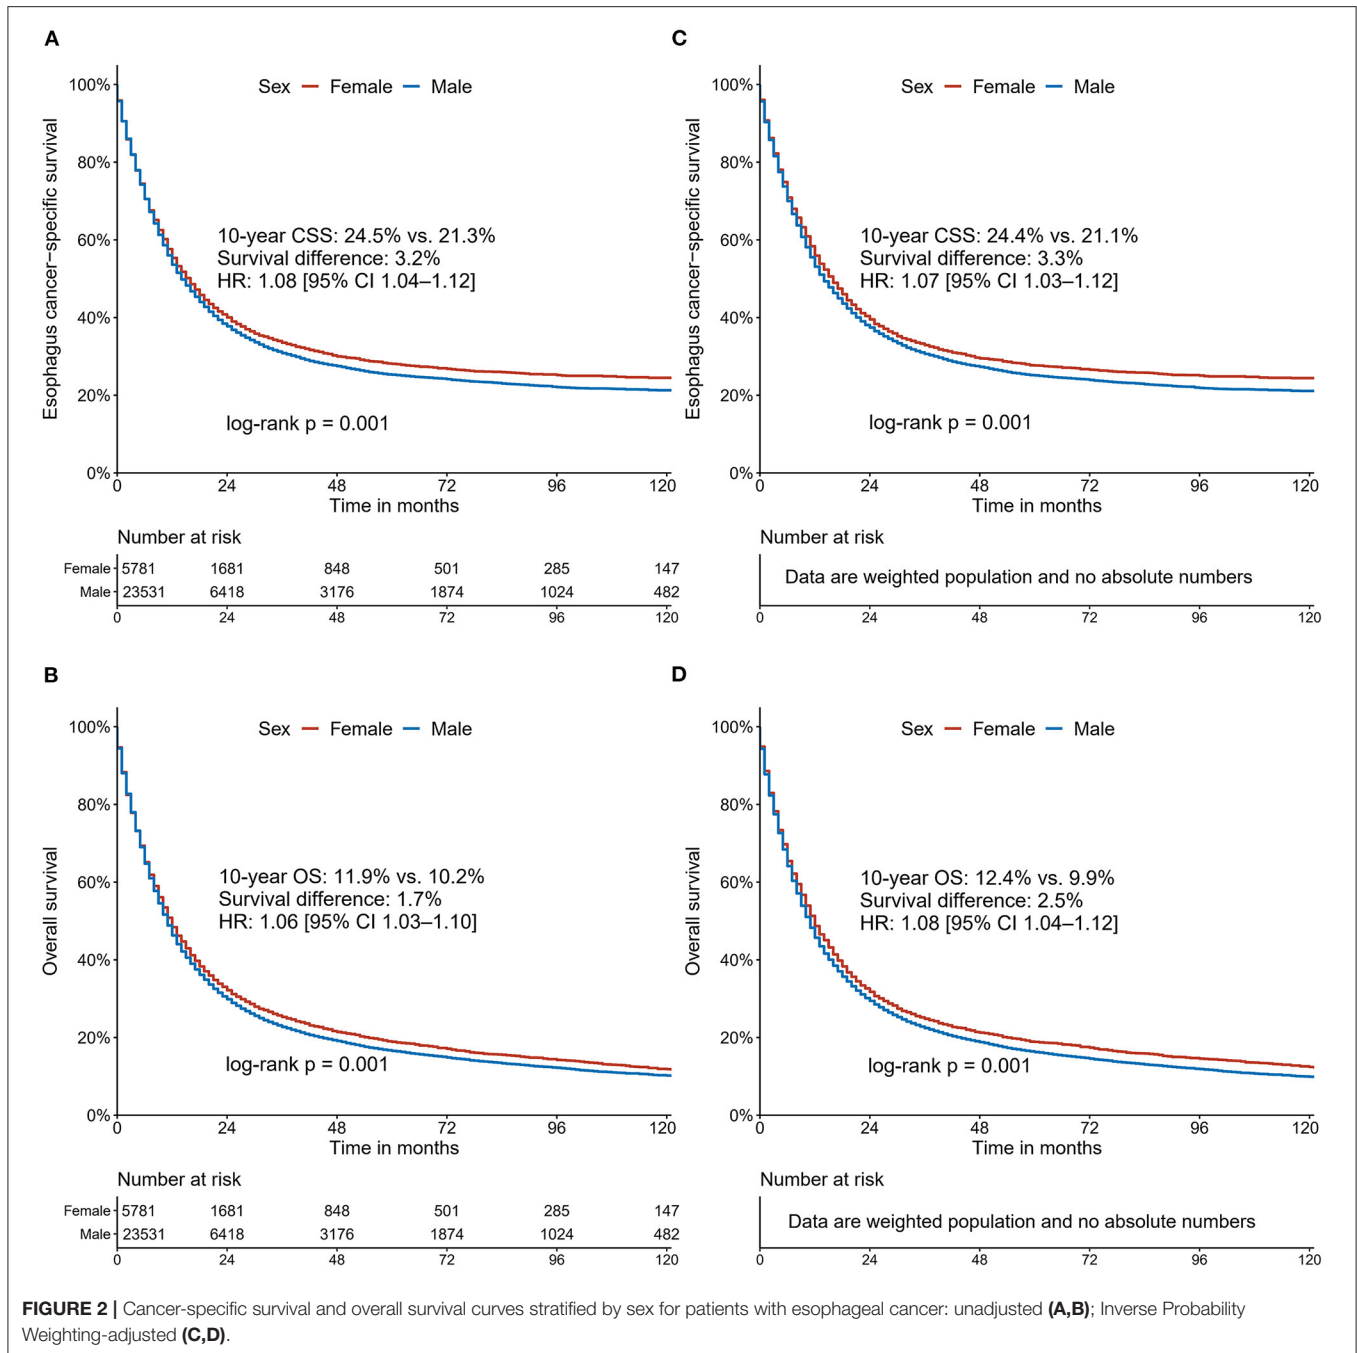 A
Sex Female Male
100%
80%
60%
40%
20%
0%
Esophagus cancer–specific survival
10-year CSS: 24.5% vs. 21.3%
Survival difference: 3.2%
HR: 1.08 [95% CI 1.04–1.12]
log-rank p = 0.001
0 24 48 72 96 120
Time in months
Number at risk
Female 5781 1681 848 501 285 147
Male 23531 6418 3176 1874 1024 482
0 24 48 72 96 120
C
Sex Female Male
100%
80%
60%
40%
20%
0%
Esophagus cancer–specific survival
10-year CSS: 24.4% vs. 21.1%
Survival difference: 3.3%
HR: 1.07 [95% CI 1.03–1.12]
log-rank p = 0.001
0 24 48 72 96 120
Time in months
Number at risk
Data are weighted population and no absolute numbers
0 24 48 72 96 120
B
Sex Female Male
100%
80%
60%
40%
20%
0%
Overall survival
10-year OS: 11.9% vs. 10.2%
Survival difference: 1.7%
HR: 1.06 [95% CI 1.03–1.10]
log-rank p = 0.001
0 24 48 72 96 120
Time in months
Number at risk
Female 5781 1681 848 501 285 147
Male 23531 6418 3176 1874 1024 482
0 24 48 72 96 120
D
Sex Female Male
100%
80%
60%
40%
20%
0%
Overall survival
10-year OS: 12.4% vs. 9.9%
Survival difference: 2.5%
HR: 1.08 [95% CI 1.04–1.12]
log-rank p = 0.001
0 24 48 72 96 120
Time in months
Number at risk
Data are weighted population and no absolute numbers
0 24 48 72 96 120
FIGURE 2 | Cancer-specific survival and overall survival curves stratified by sex for patients with esophageal cancer: unadjusted (A,B); Inverse Probability
Weighting-adjusted (C,D).